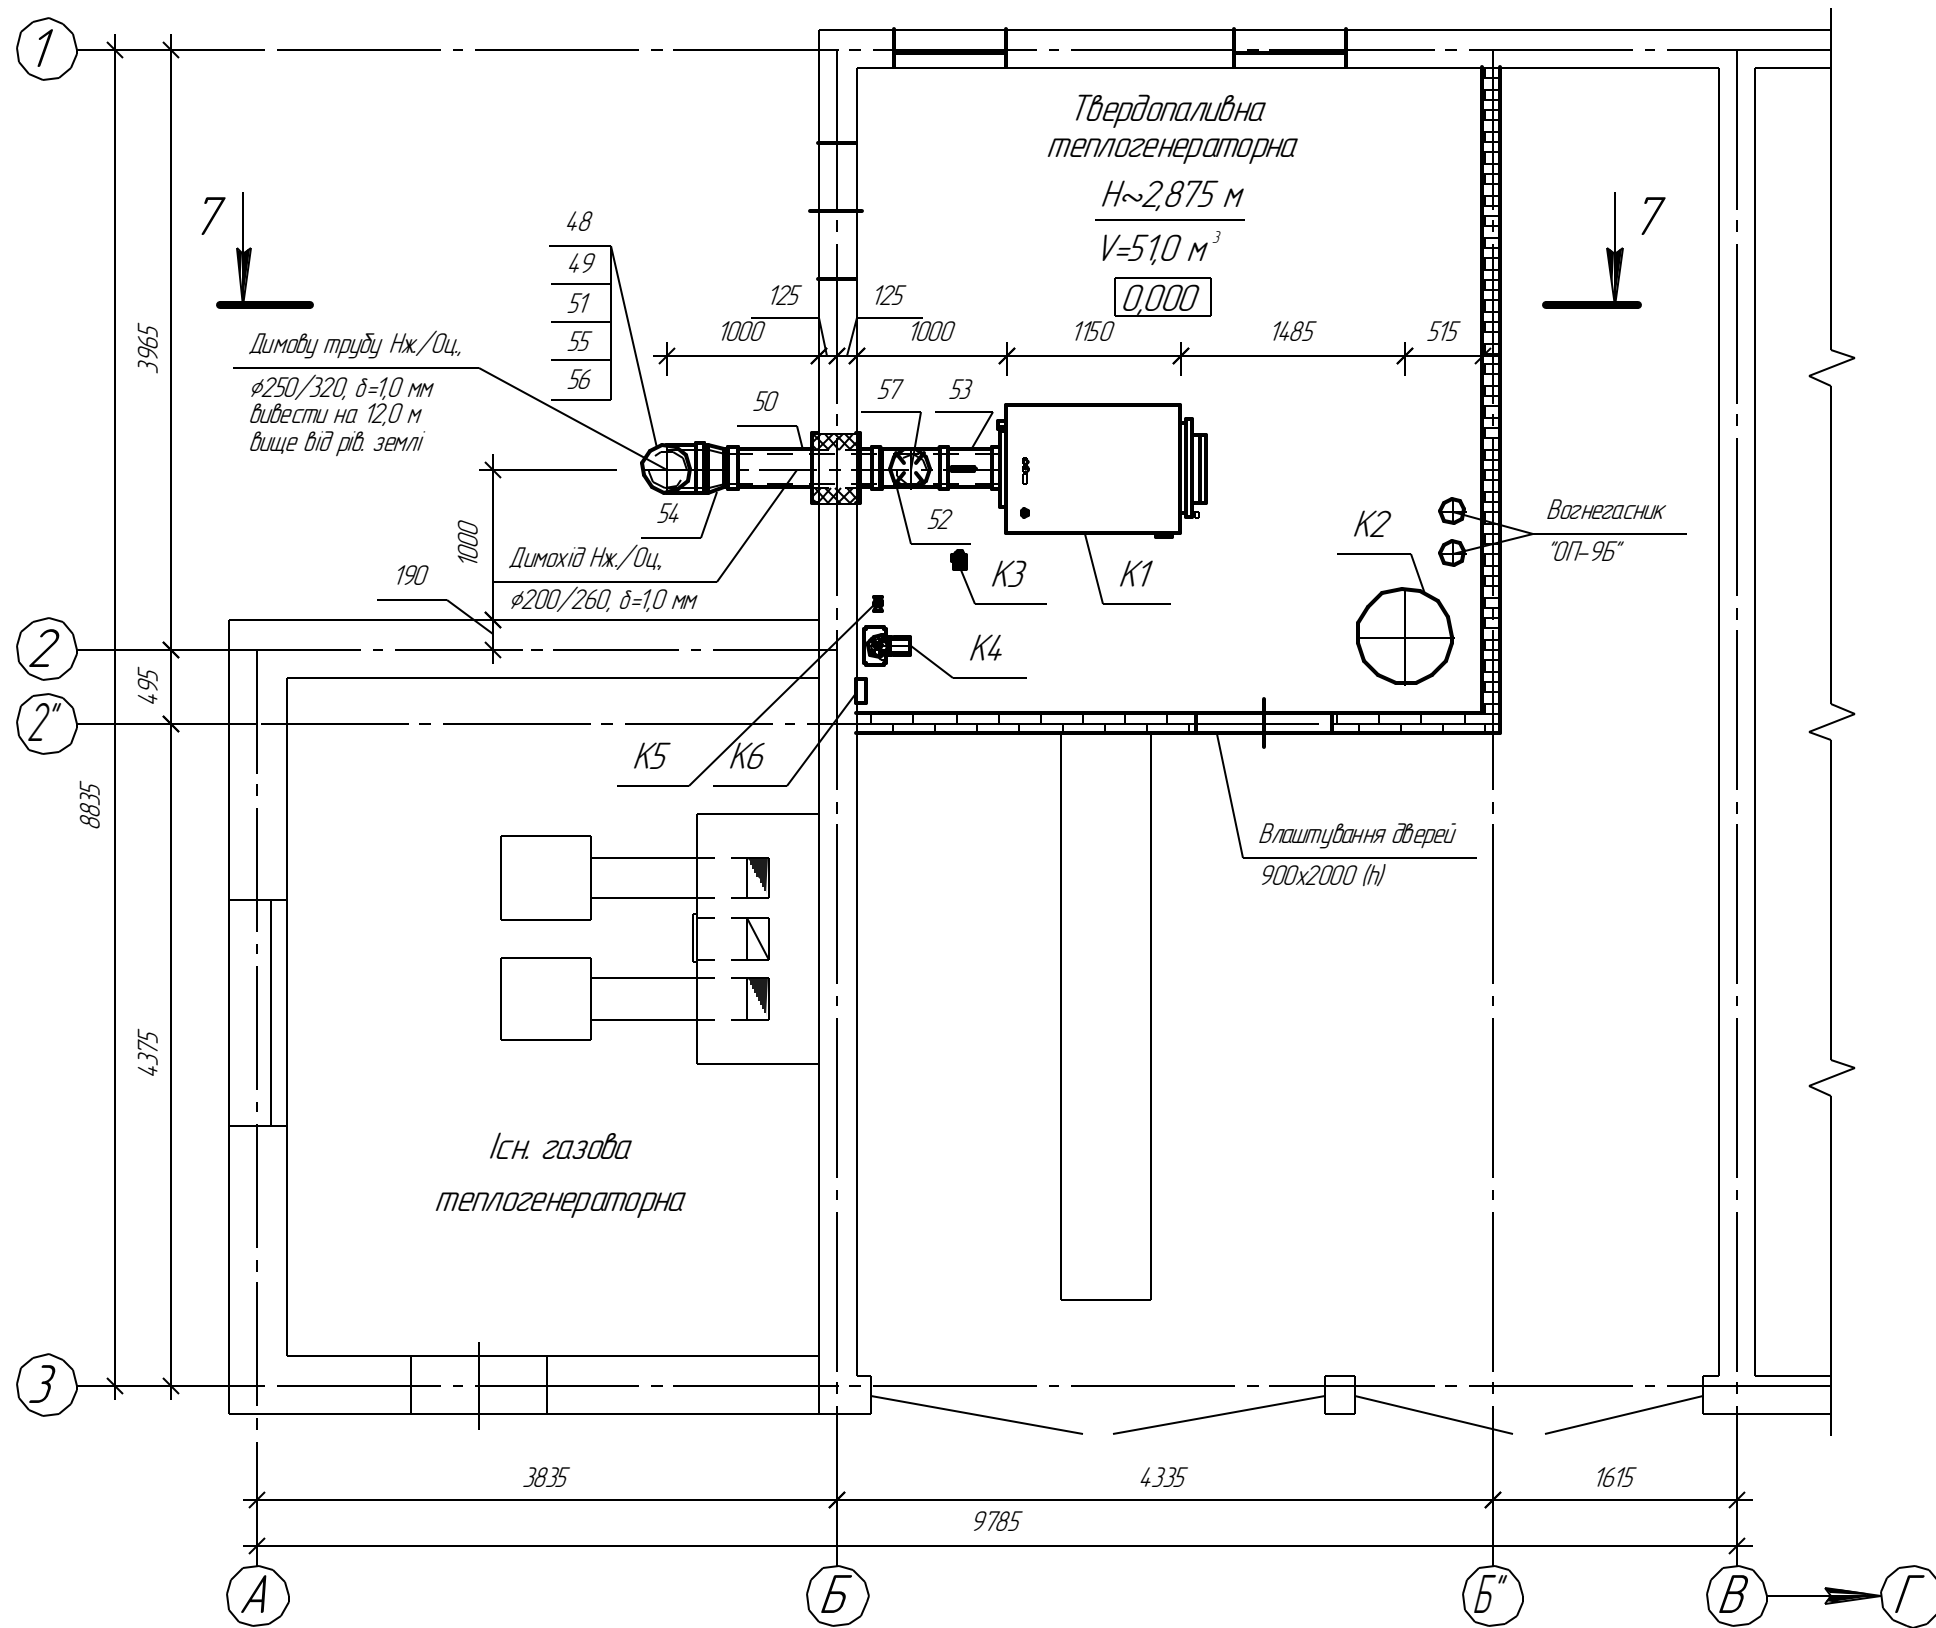 1
Твердопаливна
теплогенераторна
H~2,875 м
V=51,0 м³
0,000
7
7
48
49
51
55
56
125
125
1000
1000
1150
1485
515
3965
Димову трубу Нж./Оц.,
ϕ250/320, δ=1,0 мм
вивести на 12,0 м
вище від рів. землі
50
57
53
54
52
К2
Вогнегасник
"ОП-9Б"
1000
Димохід Нж./Оц.,
ϕ200/260, δ=1,0 мм
190
К3
К1
2
К4
495
2"
К5
К6
8835
Влаштування дверей
900х2000 (h)
4375
Існ. газова
теплогенераторна
3
3835
4335
1615
9785
А
Б
Б"
В
Г